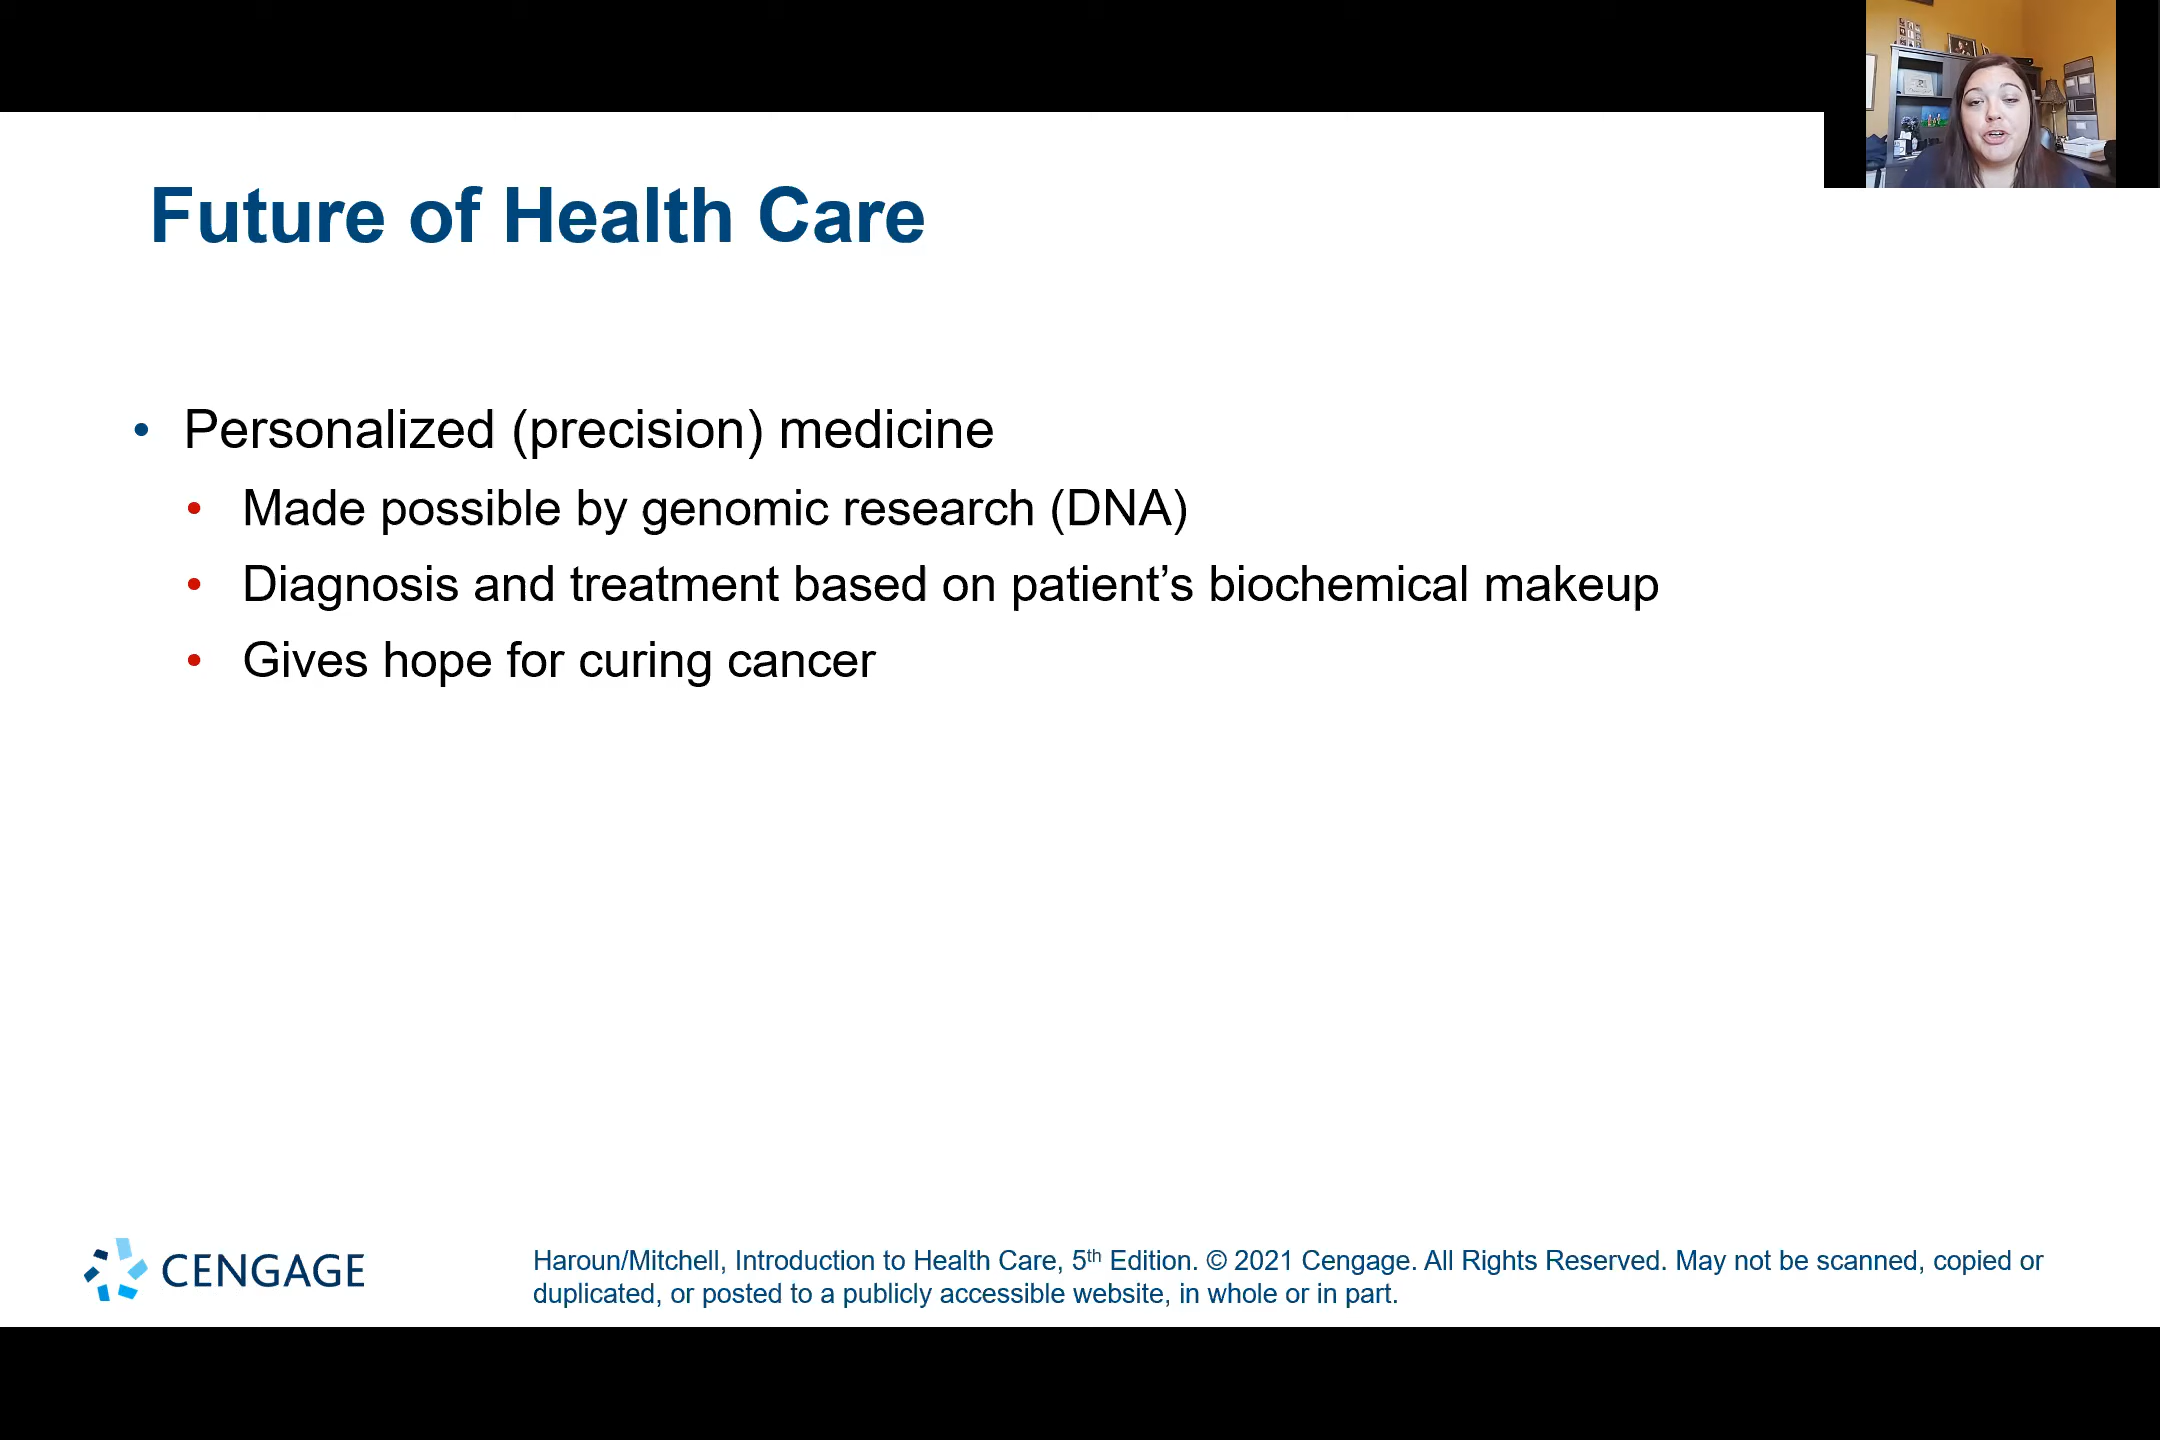 Future of Health Care
• Personalized (precision) medicine
• Made possible by genomic research (DNA)
• Diagnosis and treatment based on patient’s biochemical makeup
• Gives hope for curing cancer
CENGAGE
Haroun/Mitchell, Introduction to Health Care, 5th Edition. © 2021 Cengage. All Rights Reserved. May not be scanned, copied or
duplicated, or posted to a publicly accessible website, in whole or in part.